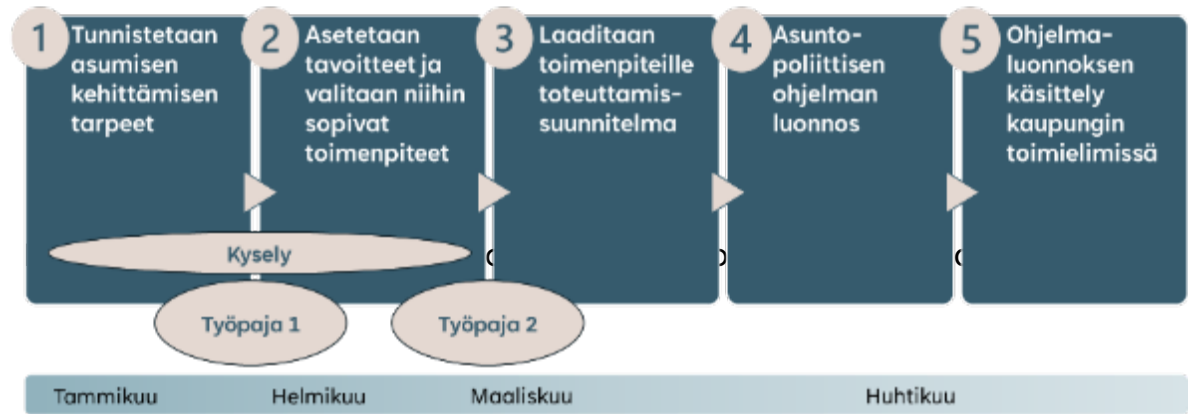 1
Tunnistetaan
asumisen
kehittämisen
tarpeet
2
Asetetaan
tavoitteet ja
valitaan niihin
sopivat
toimenpiteet
3
Laaditaan
toimenpiteille
toteuttamis-
suunnitelma
4
Asunto-
poliittisen
ohjelman
luonnos
5
Ohjelma-
luonnoksen
käsittely
kaupungin
toimielimissä
Kysely
Työpaja 1
Työpaja 2
Tammikuu
Helmikuu
Maaliskuu
Huhtikuu